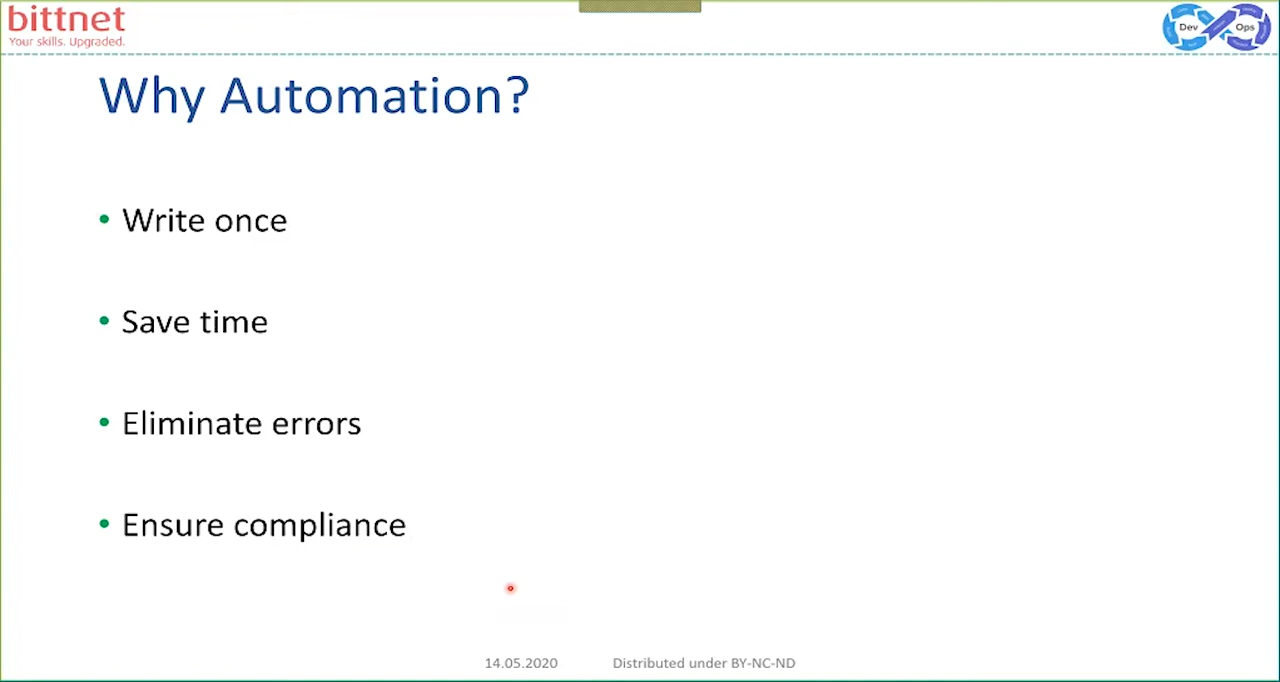 bittnet
Your skills. Upgraded.
Dev Ops
Why Automation?
• Write once
• Save time
• Eliminate errors
• Ensure compliance
14.05.2020 Distributed under BY-NC-ND